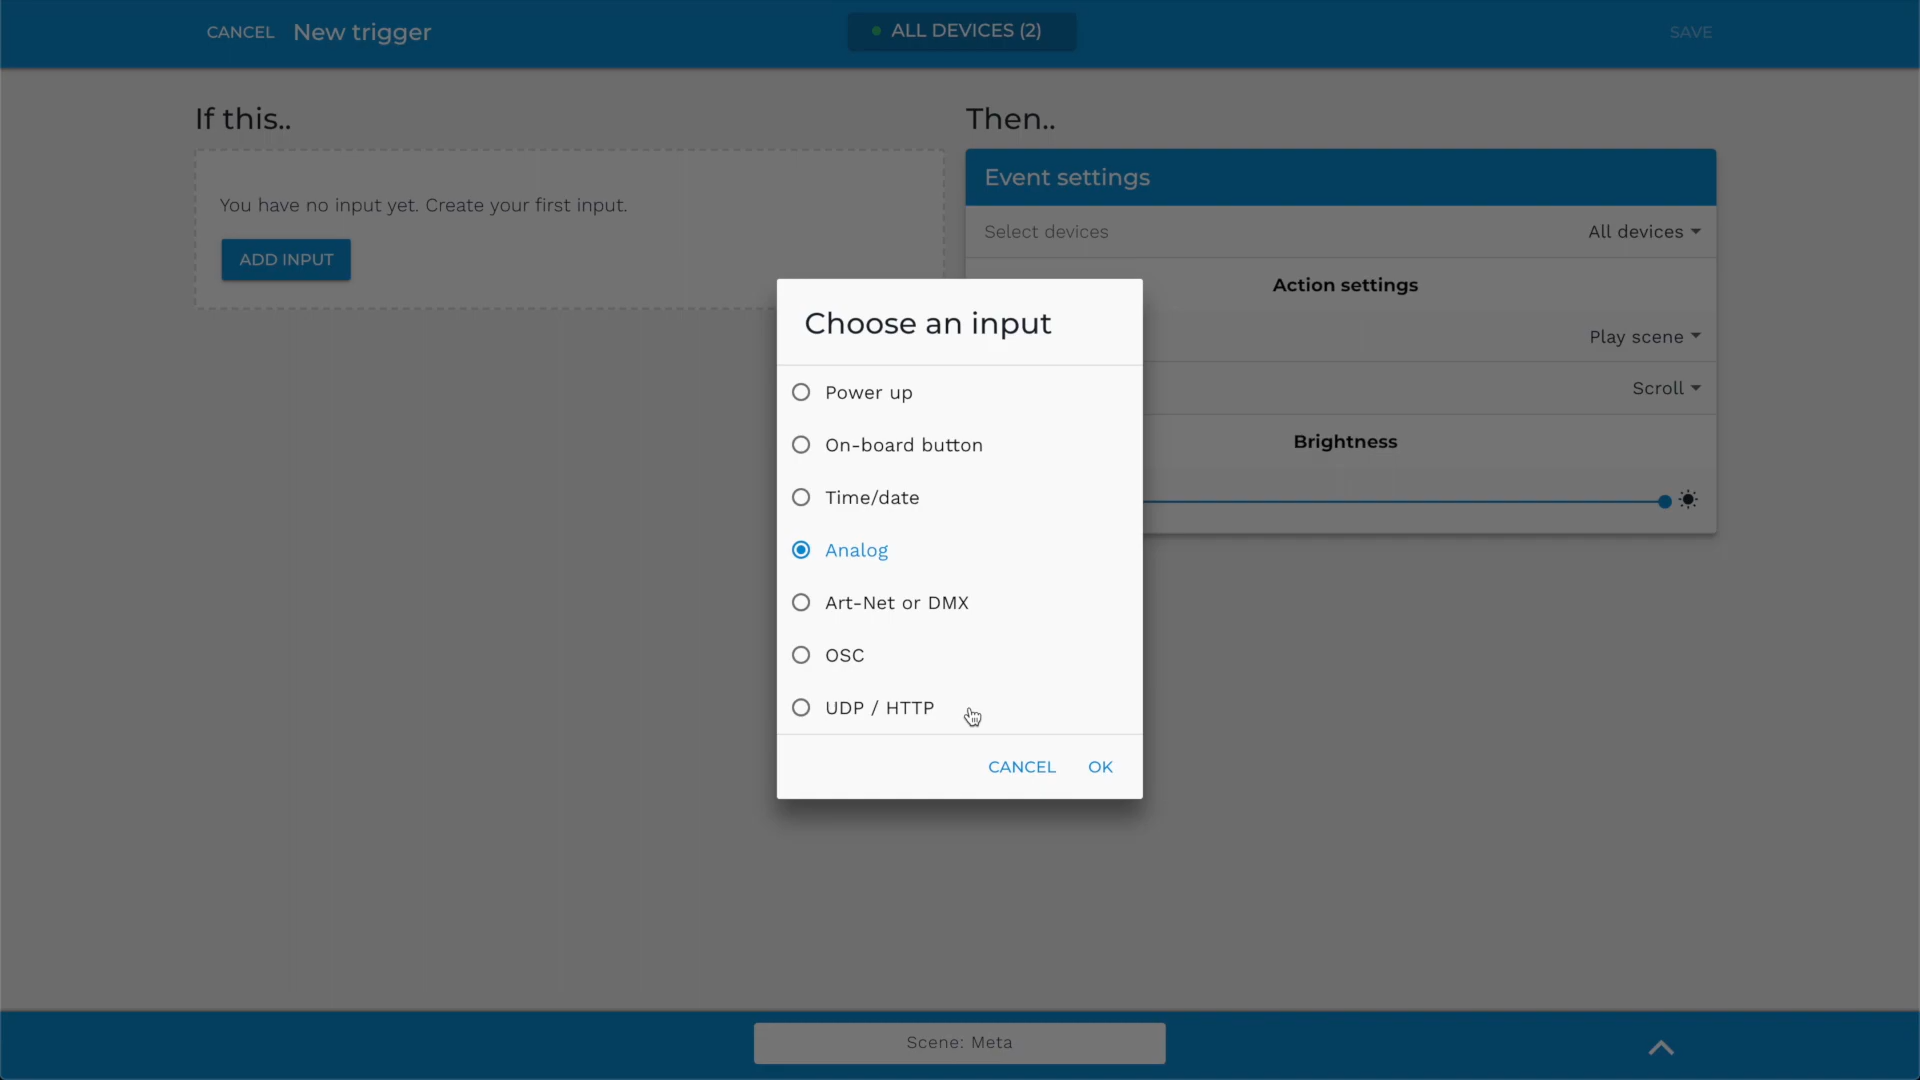 CANCEL New trigger
ALL DEVICES (2)
SAVE
If this..
You have no input yet. Create your first input.
ADD INPUT
Then..
Event settings
Select devices All devices
Action settings
Play scene
Scroll
Brightness
Choose an input
Power up
On-board button
Time/date
Analog
Art-Net or DMX
OSC
UDP / HTTP
CANCEL OK
Scene: Meta